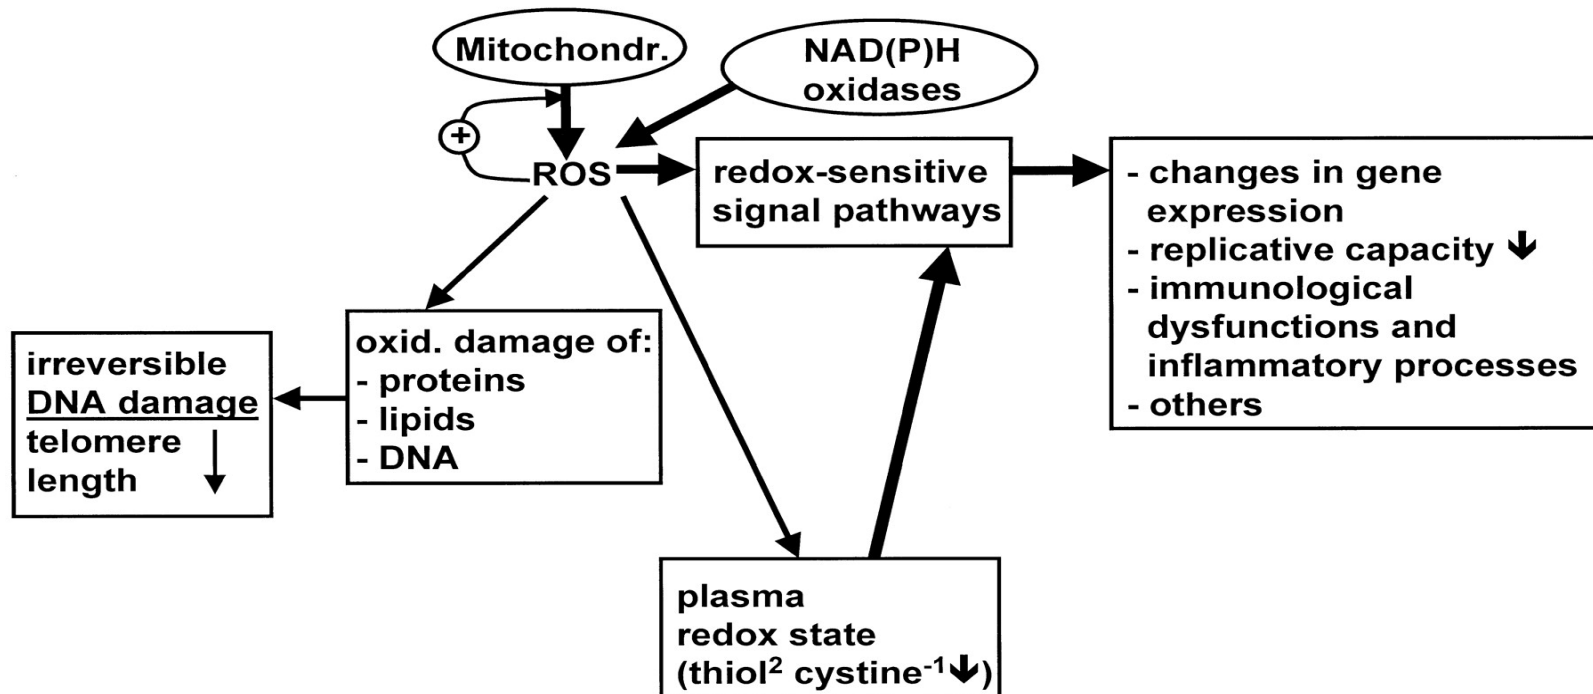 Mitochondr.
NAD(P)H
oxidases
+
ROS
redox-sensitive
signal pathways
- changes in gene
expression
- replicative capacity ↓
- immunological
dysfunctions and
inflammatory processes
- others
oxid. damage of:
- proteins
- lipids
- DNA
irreversible
DNA damage
telomere
length ↓
plasma
redox state
(thiol² cystine⁻¹↓)